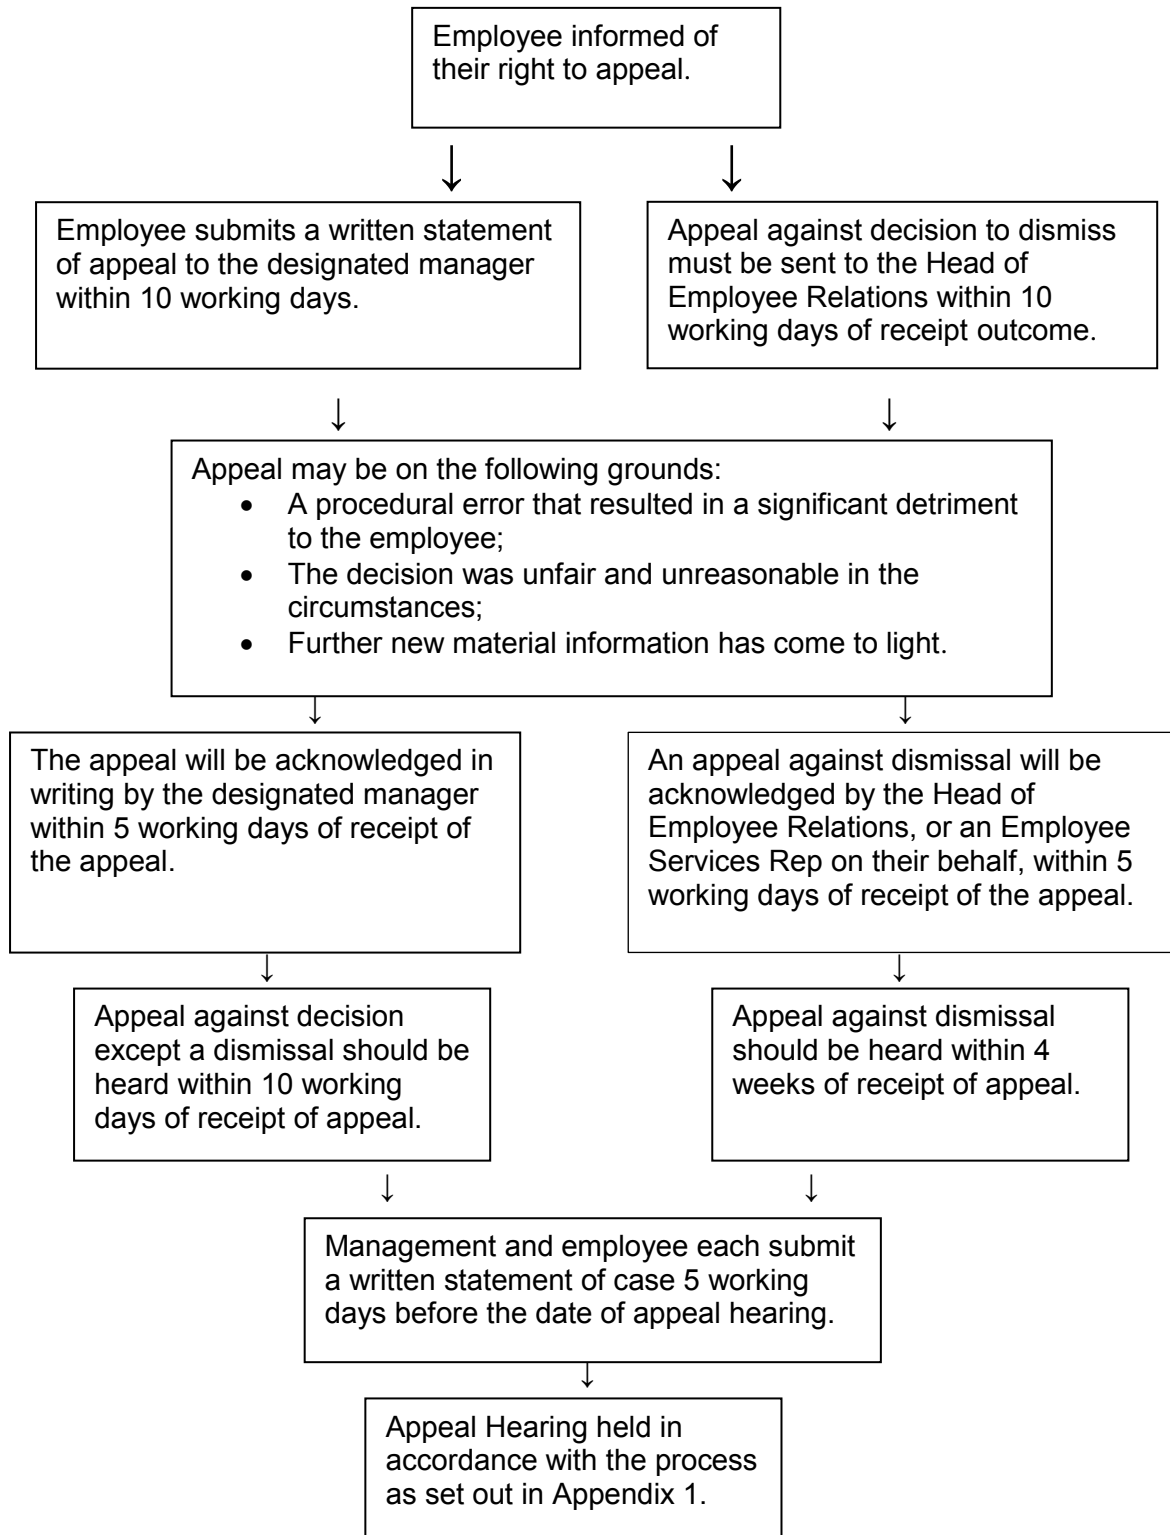 Employee informed of
their right to appeal.
↓
↓
Employee submits a written statement
of appeal to the designated manager
within 10 working days.
Appeal against decision to dismiss
must be sent to the Head of
Employee Relations within 10
working days of receipt outcome.
↓
↓
Appeal may be on the following grounds:
• A procedural error that resulted in a significant detriment
to the employee;
• The decision was unfair and unreasonable in the
circumstances;
• Further new material information has come to light.
↓
↓
The appeal will be acknowledged in
writing by the designated manager
within 5 working days of receipt of
the appeal.
An appeal against dismissal will be
acknowledged by the Head of
Employee Relations, or an Employee
Services Rep on their behalf, within 5
working days of receipt of the appeal.
↓
↓
Appeal against decision
except a dismissal should be
heard within 10 working
days of receipt of appeal.
Appeal against dismissal
should be heard within 4
weeks of receipt of appeal.
↓
↓
Management and employee each submit
a written statement of case 5 working
days before the date of appeal hearing.
↓
Appeal Hearing held in
accordance with the process
as set out in Appendix 1.